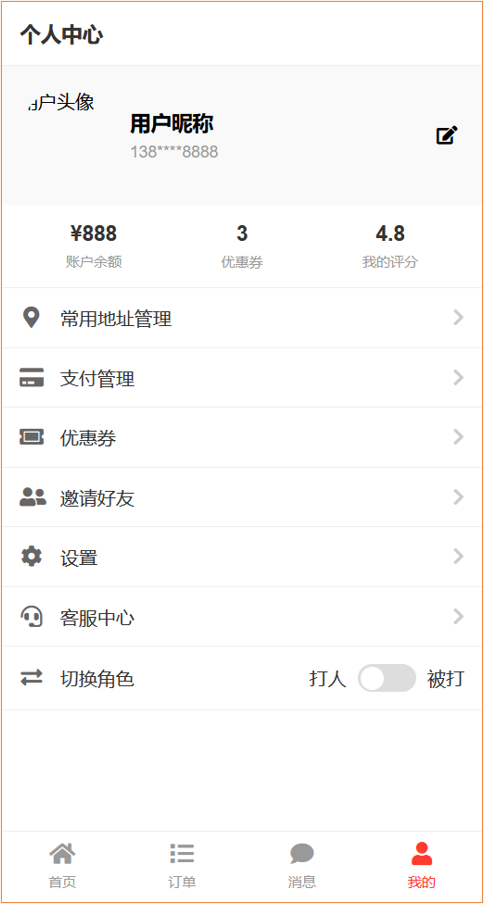 个人中心
户头像
用户昵称
138****8888
¥888 3 4.8
账户余额 优惠券 我的评分
常用地址管理
支付管理
优惠券
邀请好友
设置
客服中心
切换角色 打人 被打
首页 订单 消息 我的